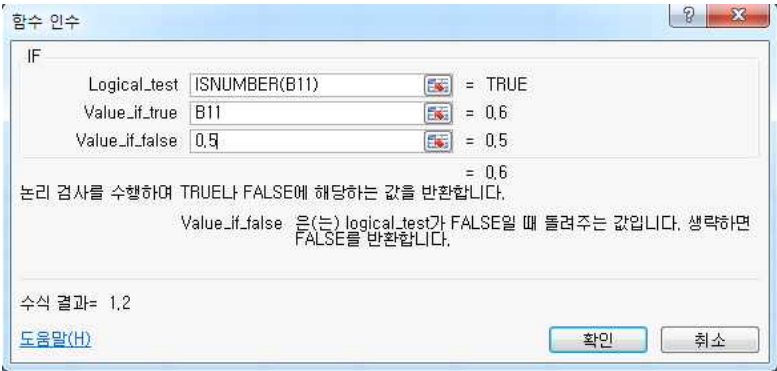 함수 인수
IF
Logical_test ISNUMBER(B11) = TRUE
Value_if_true B11 = 0.6
Value_if_false 0.5 = 0.5
= 0.6
논리 검사를 수행하며 TRUE나 FALSE에 해당하는 값을 반환합니다.
Value_if_false 은(는) logical_test가 FALSE일 때 돌려주는 값입니다. 생략하면
FALSE를 반환합니다.
수식 결과= 1.2
도움말(H)
확인 취소